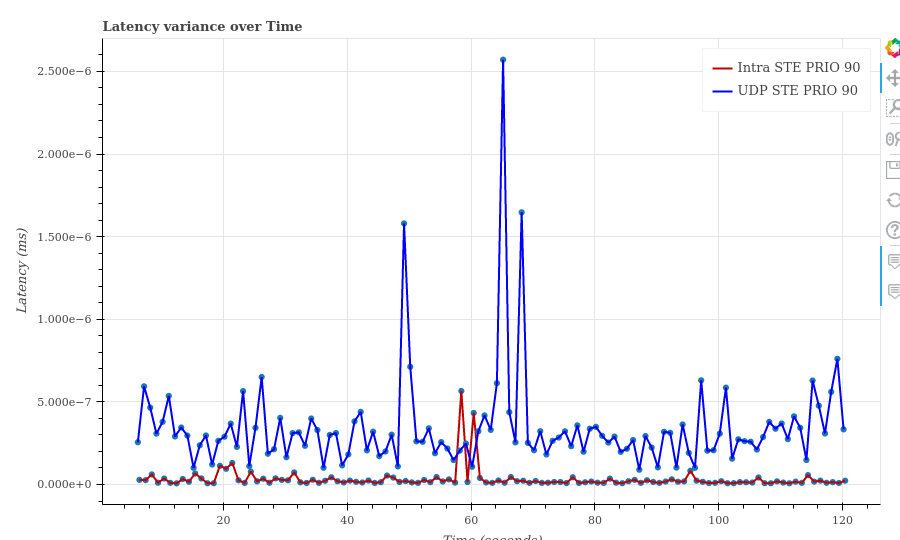 Latency variance over Time
Intra STE PRIO 90
UDP STE PRIO 90
Latency (ms)
2.500e−6
2.000e−6
1.500e−6
1.000e−6
5.000e−7
0.000e+0
20 40 60 80 100 120
Time (seconds)